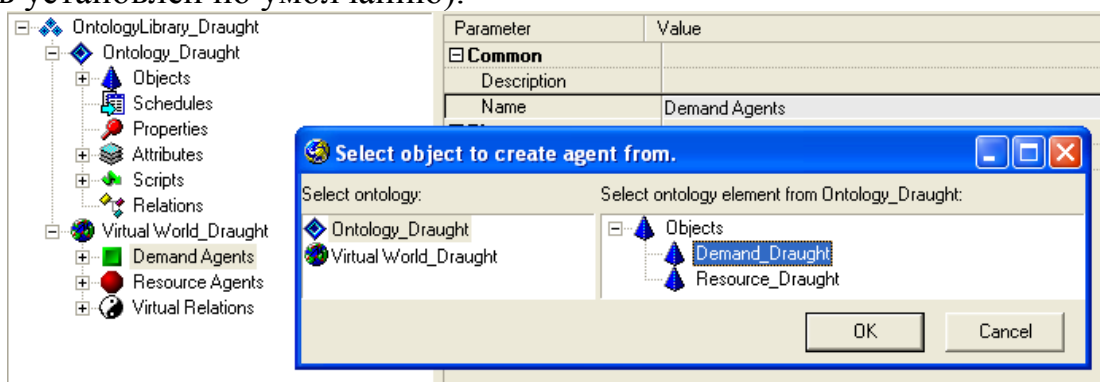 в установлен по умолчанию).
OntologyLibrary_Draught
Ontology_Draught
Objects
Schedules
Properties
Attributes
Scripts
Relations
Virtual World_Draught
Demand Agents
Resource Agents
Virtual Relations
Parameter Value
Common
Description
Name Demand Agents
Select object to create agent from.
Select ontology:
Ontology_Draught
Virtual World_Draught
Select ontology element from Ontology_Draught:
Objects
Demand_Draught
Resource_Draught
OK Cancel